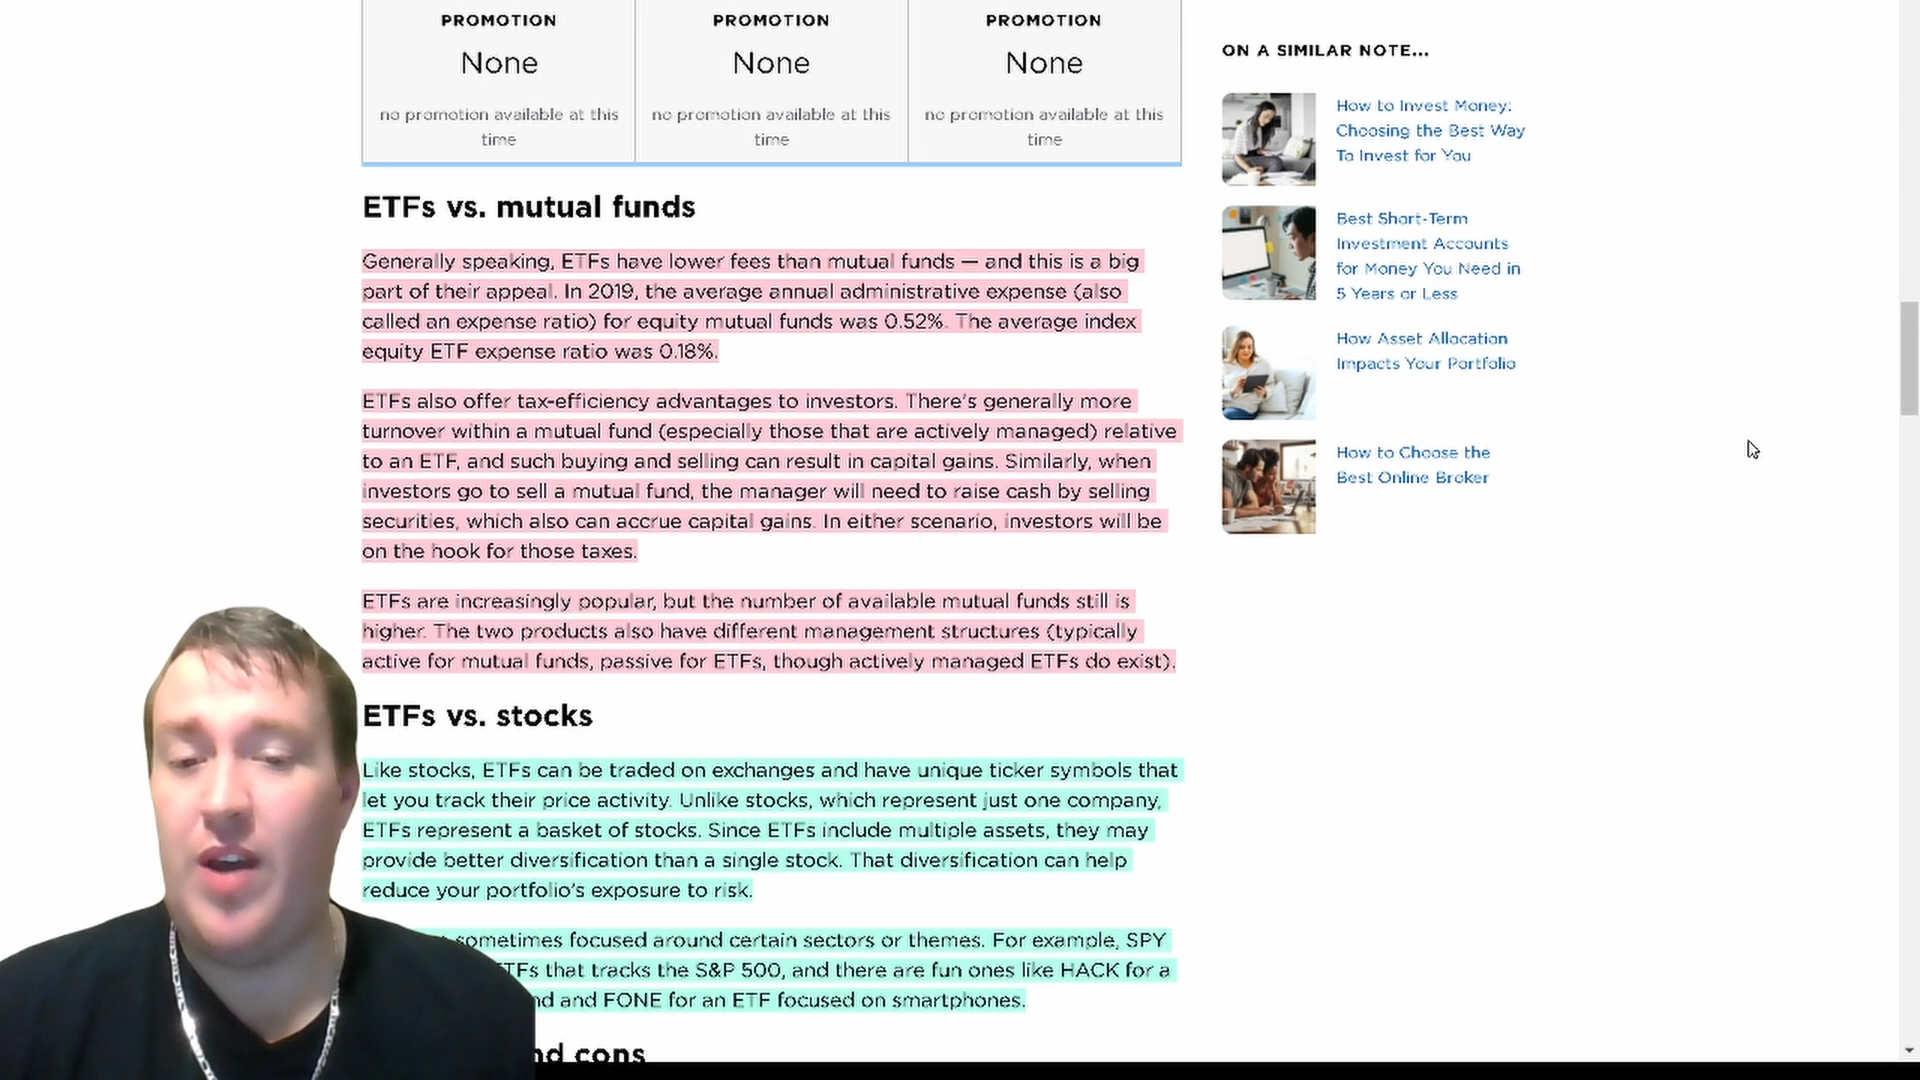 PROMOTION
None
no promotion available at this
time
PROMOTION
None
no promotion available at this
time
PROMOTION
None
no promotion available at this
time
ETFs vs. mutual funds
Generally speaking, ETFs have lower fees than mutual funds — and this is a big
part of their appeal. In 2019, the average annual administrative expense (also
called an expense ratio) for equity mutual funds was 0.52%. The average index
equity ETF expense ratio was 0.18%.
ETFs also offer tax-efficiency advantages to investors. There's generally more
turnover within a mutual fund (especially those that are actively managed) relative
to an ETF, and such buying and selling can result in capital gains. Similarly, when
investors go to sell a mutual fund, the manager will need to raise cash by selling
securities, which also can accrue capital gains. In either scenario, investors will be
on the hook for those taxes.
ETFs are increasingly popular, but the number of available mutual funds still is
higher. The two products also have different management structures (typically
active for mutual funds, passive for ETFs, though actively managed ETFs do exist).
ETFs vs. stocks
Like stocks, ETFs can be traded on exchanges and have unique ticker symbols that
let you track their price activity. Unlike stocks, which represent just one company,
ETFs represent a basket of stocks. Since ETFs include multiple assets, they may
provide better diversification than a single stock. That diversification can help
reduce your portfolio's exposure to risk.
sometimes focused around certain sectors or themes. For example, SPY
ETFs that tracks the S&P 500, and there are fun ones like HACK for a
and FONE for an ETF focused on smartphones.
cons
ON A SIMILAR NOTE...
How to Invest Money:
Choosing the Best Way
To Invest for You
Best Short-Term
Investment Accounts
for Money You Need in
5 Years or Less
How Asset Allocation
Impacts Your Portfolio
How to Choose the
Best Online Broker